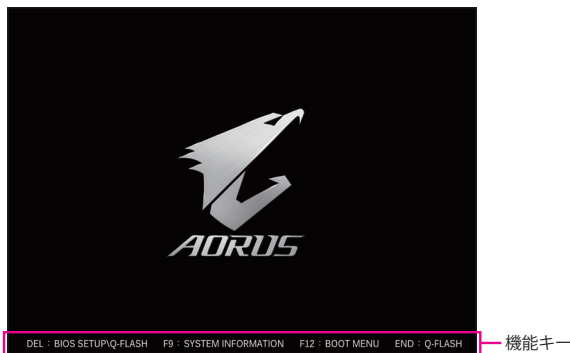 AORUS
DEL : BIOS SETUP\Q-FLASH F9 : SYSTEM INFORMATION F12 : BOOT MENU END : Q-FLASH
機能キー